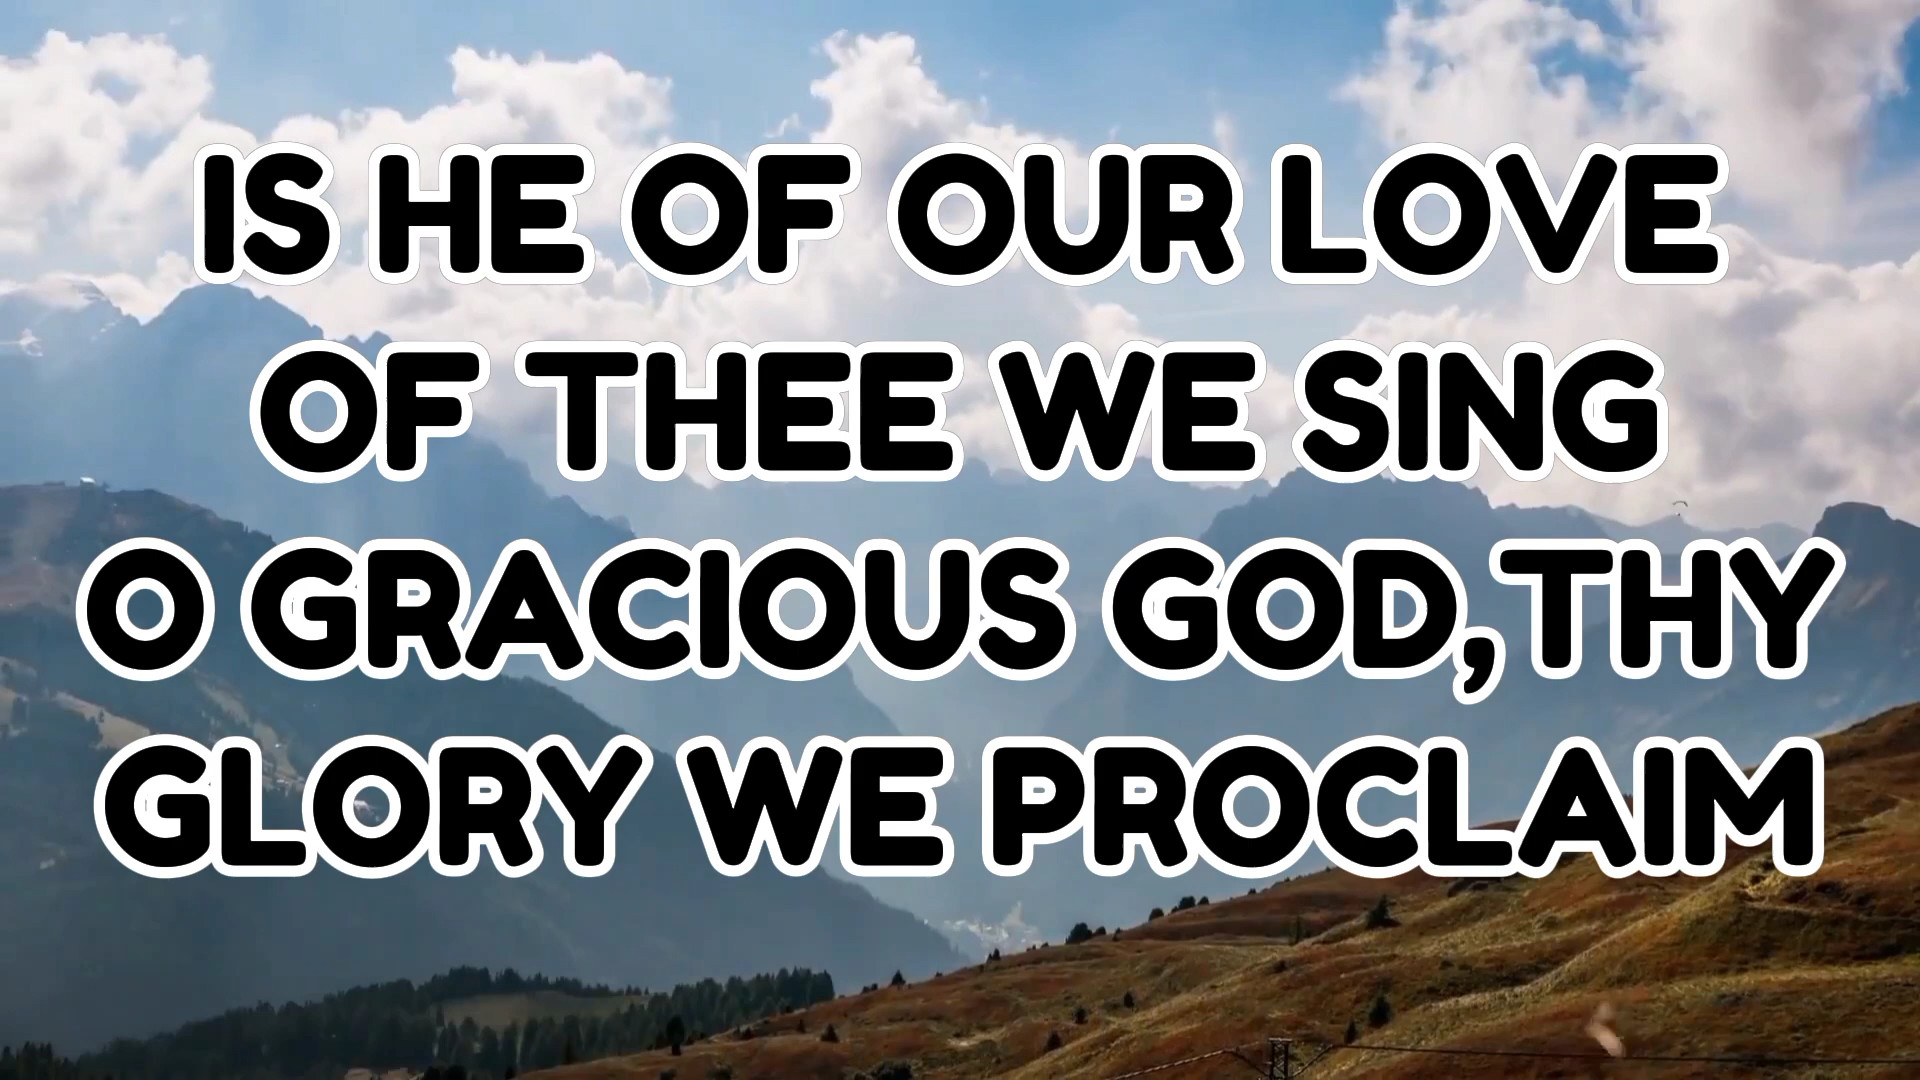 IS HE OF OUR LOVE
OF THEE WE SING
O GRACIOUS GOD,THY
GLORY WE PROCLAIM